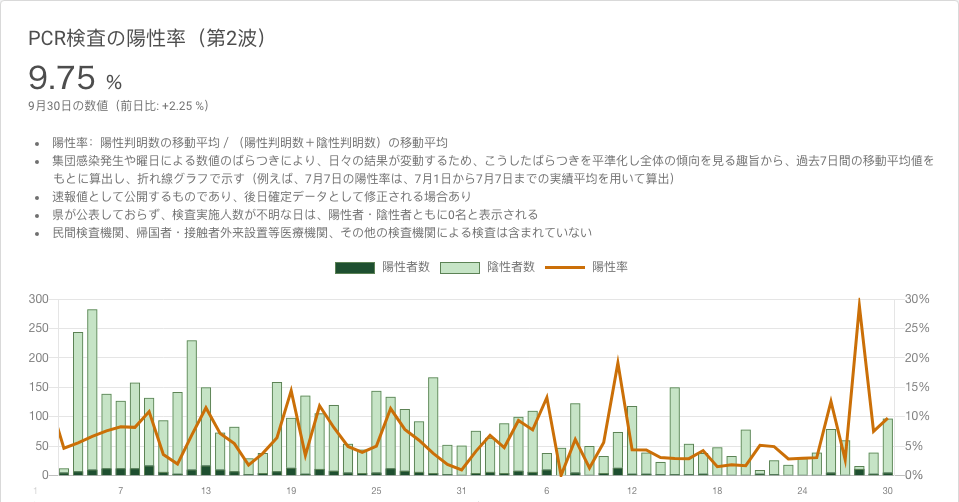 PCR検査の陽性率（第2波）
9.75 %
9月30日の数値（前日比: +2.25 %）
• 陽性率：陽性判明数の移動平均 / （陽性判明数＋陰性判明数）の移動平均
• 集団感染発生や曜日による数値のばらつきにより、日々の結果が変動するため、こうしたばらつきを平準化し全体の傾向を見る趣旨から、過去7日間の移動平均値を
もとに算出し、折れ線グラフで示す（例えば、7月7日の陽性率は、7月1日から7月7日までの実績平均を用いて算出）
• 速報値として公開するものであり、後日確定データとして修正される場合あり
• 県が公表しておらず、検査実施人数が不明な日は、陽性者・陰性者ともに0名と表示される
• 民間検査機関、帰国者・接触者外来設置等医療機関、その他の検査機関による検査は含まれていない
陽性者数 陰性者数 陽性率
300 30%
250 25%
200 20%
150 15%
100 10%
50 5%
0 0%
1 7 13 19 25 31 6 12 18 24 30